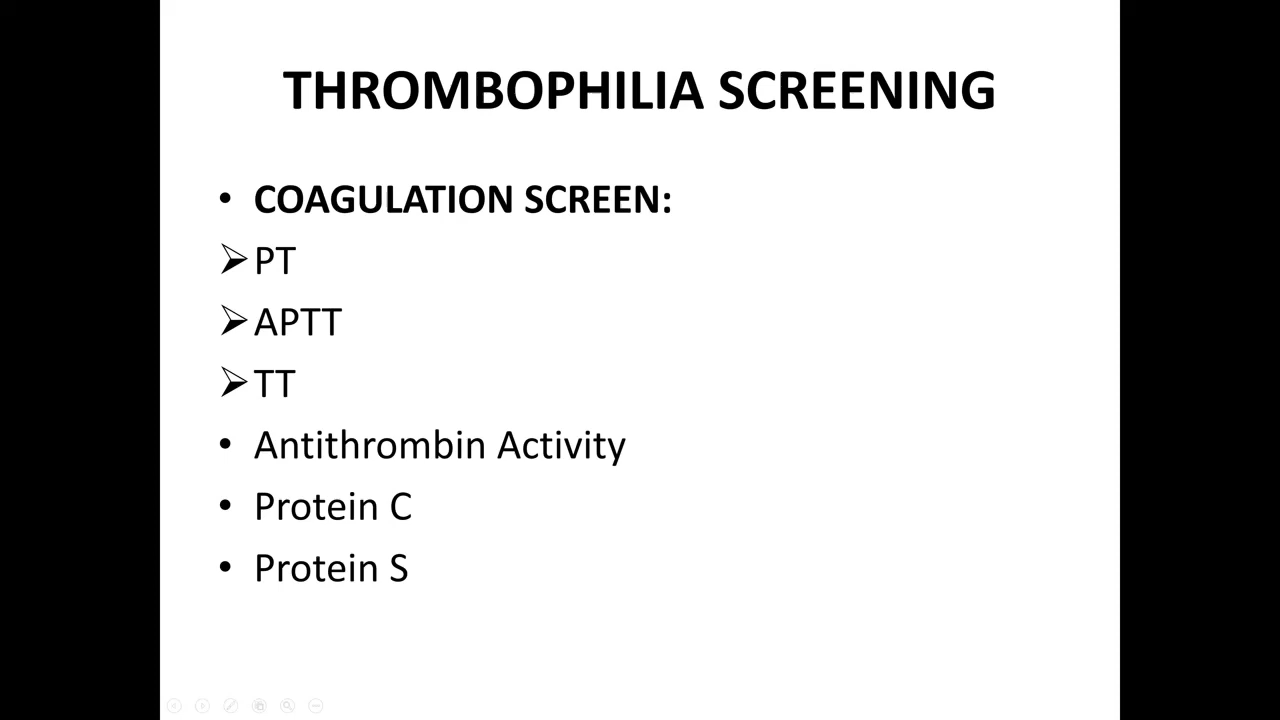 THROMBOPHILIA SCREENING
• COAGULATION SCREEN:
➢ PT
➢ APTT
➢ TT
• Antithrombin Activity
• Protein C
• Protein S